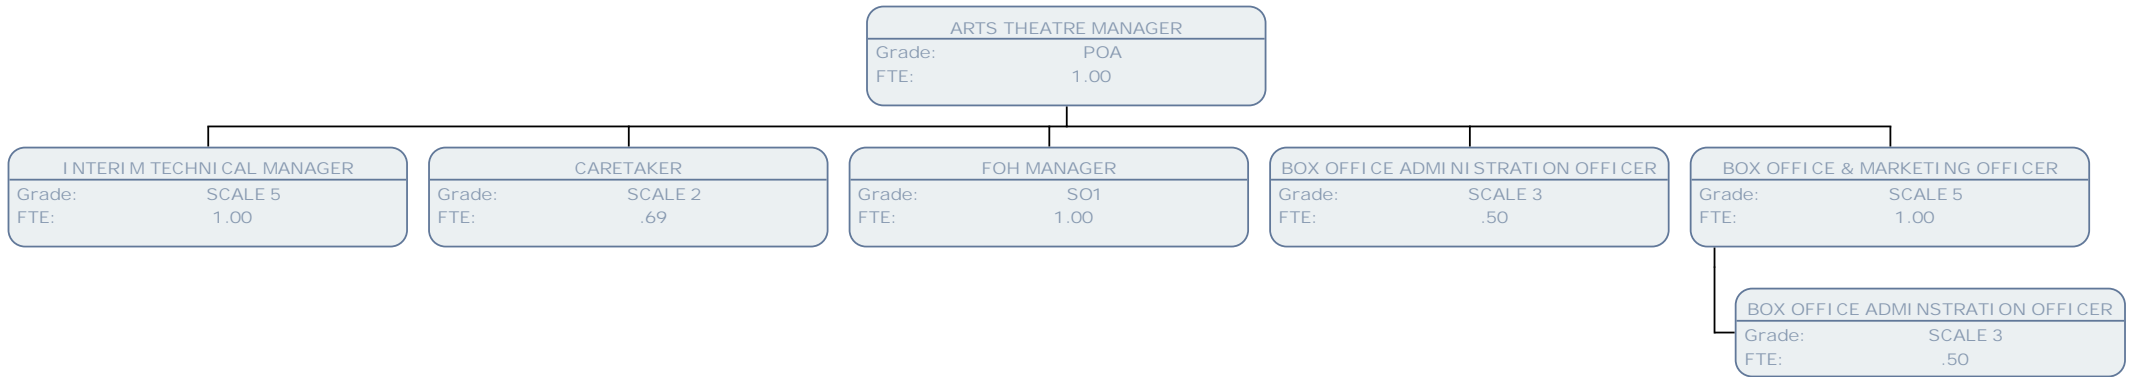 ARTS THEATRE MANAGER
Grade: POA
FTE: 1.00
INTERIM TECHNICAL MANAGER
Grade: SCALE 5
FTE: 1.00
CARETAKER
Grade: SCALE 2
FTE: .69
FOH MANAGER
Grade: SO1
FTE: 1.00
BOX OFFICE ADMINISTRATION OFFICER
Grade: SCALE 3
FTE: .50
BOX OFFICE & MARKETING OFFICER
Grade: SCALE 5
FTE: 1.00
BOX OFFICE ADMINSTRATION OFFICER
Grade: SCALE 3
FTE: .50